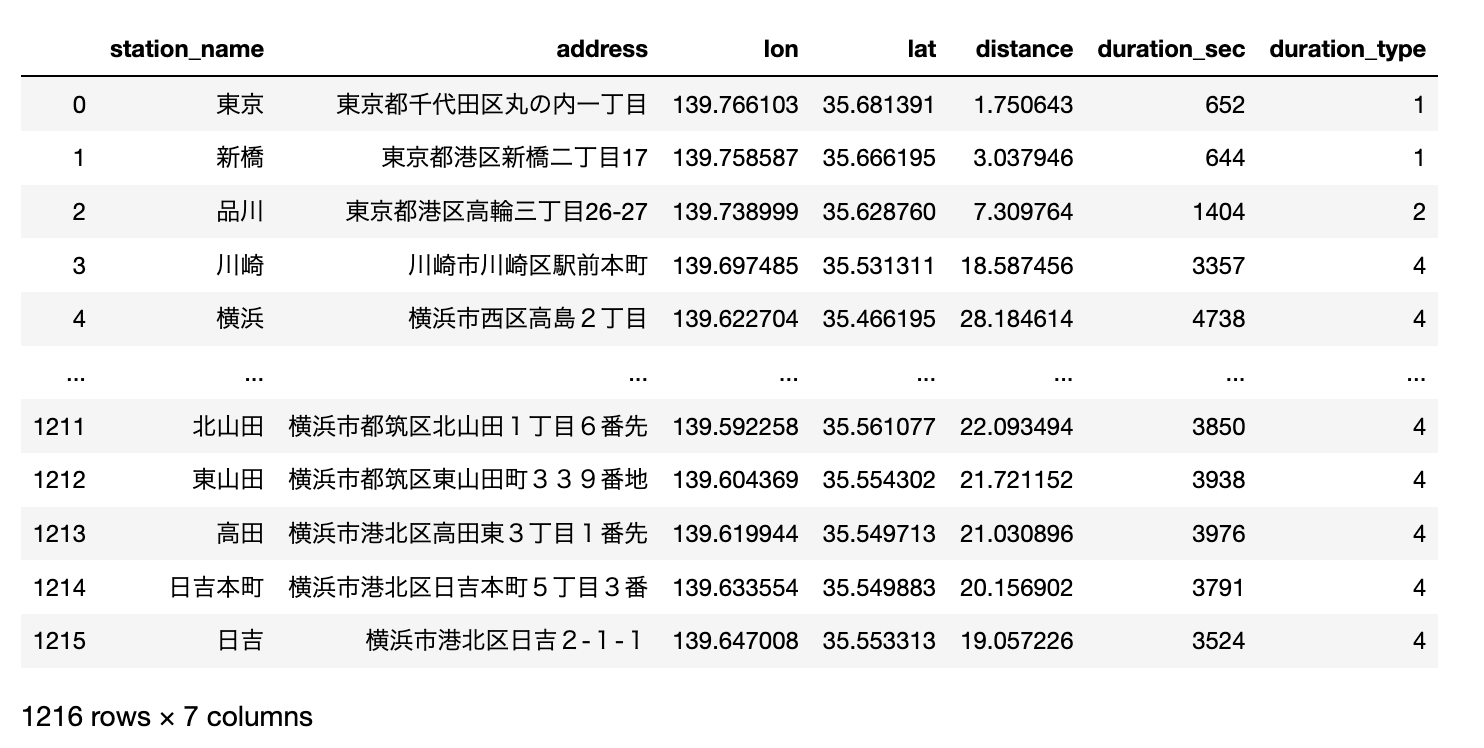 station_name address lon lat distance duration_sec duration_type
0 東京 東京都千代田区丸の内一丁目 139.766103 35.681391 1.750643 652 1
1 新橋 東京都港区新橋二丁目17 139.758587 35.666195 3.037946 644 1
2 品川 東京都港区高輪三丁目26-27 139.738999 35.628760 7.309764 1404 2
3 川崎 川崎市川崎区駅前本町 139.697485 35.531311 18.587456 3357 4
4 横浜 横浜市西区高島２丁目 139.622704 35.466195 28.184614 4738 4
... ... ... ... ... ... ... ...
1211 北山田 横浜市都筑区北山田１丁目６番先 139.592258 35.561077 22.093494 3850 4
1212 東山田 横浜市都筑区東山田町３３９番地 139.604369 35.554302 21.721152 3938 4
1213 高田 横浜市港北区高田東３丁目１番先 139.619944 35.549713 21.030896 3976 4
1214 日吉本町 横浜市港北区日吉本町５丁目３番 139.633554 35.549883 20.156902 3791 4
1215 日吉 横浜市港北区日吉２-１-１ 139.647008 35.553313 19.057226 3524 4
1216 rows × 7 columns